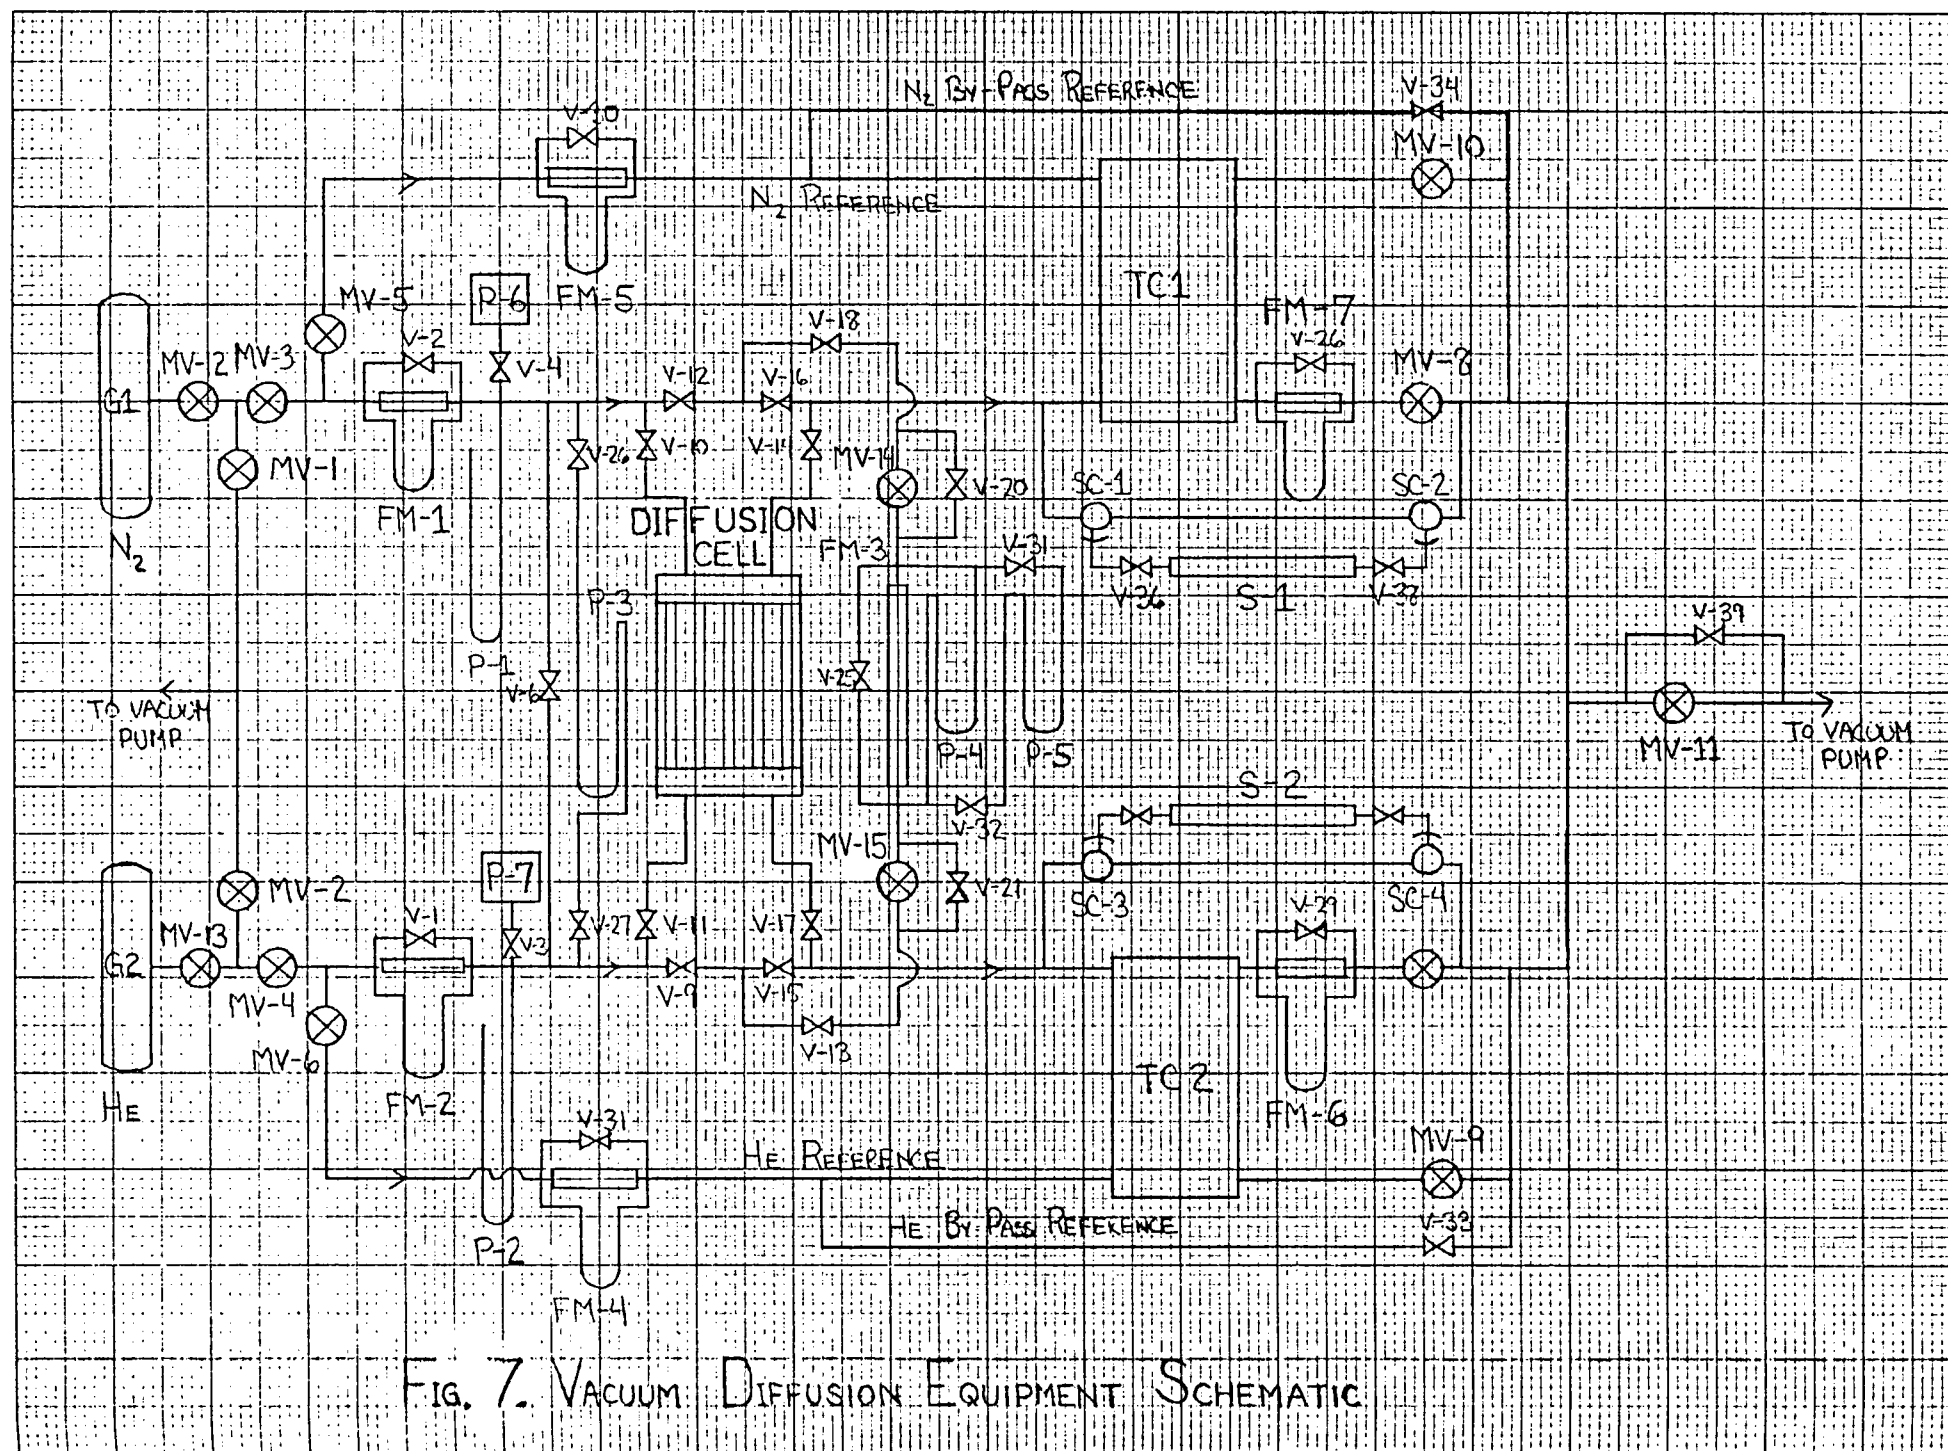 N2 BY-PASS REFERENCE
V-34
MV-10
N2 REFERENCE
FM-5
P-6
MV-5
V-2
V-4
MV-2
MV-3
G1
MV-1
FM-1
N2
TC1
FM-7
V-26
MV-8
V-18
V-12
V-16
V-26
V-10
V-14
MV-14
V-20
SC-1
SC-2
DIFFUSION
CELL
FM-3
V-31
V-36
S-1
P-3
P-1
V-6
V-25
V-39
TO VACUUM
PUMP
P-4
P-5
MV-11
TO VACUUM
PUMP
V-32
S-2
MV-15
P-7
MV-2
V-21
SC-3
SC-4
MV-13
V-1
V-3
V-27
V-11
V-17
V-29
G2
MV-4
V-9
V-15
MV-6
V-13
HE
FM-2
TC2
FM-6
V-31
HE REFERENCE
MV-9
P-2
HE BY PASS REFERENCE
V-33
FM-4
FIG. 7. VACUUM DIFFUSION EQUIPMENT SCHEMATIC